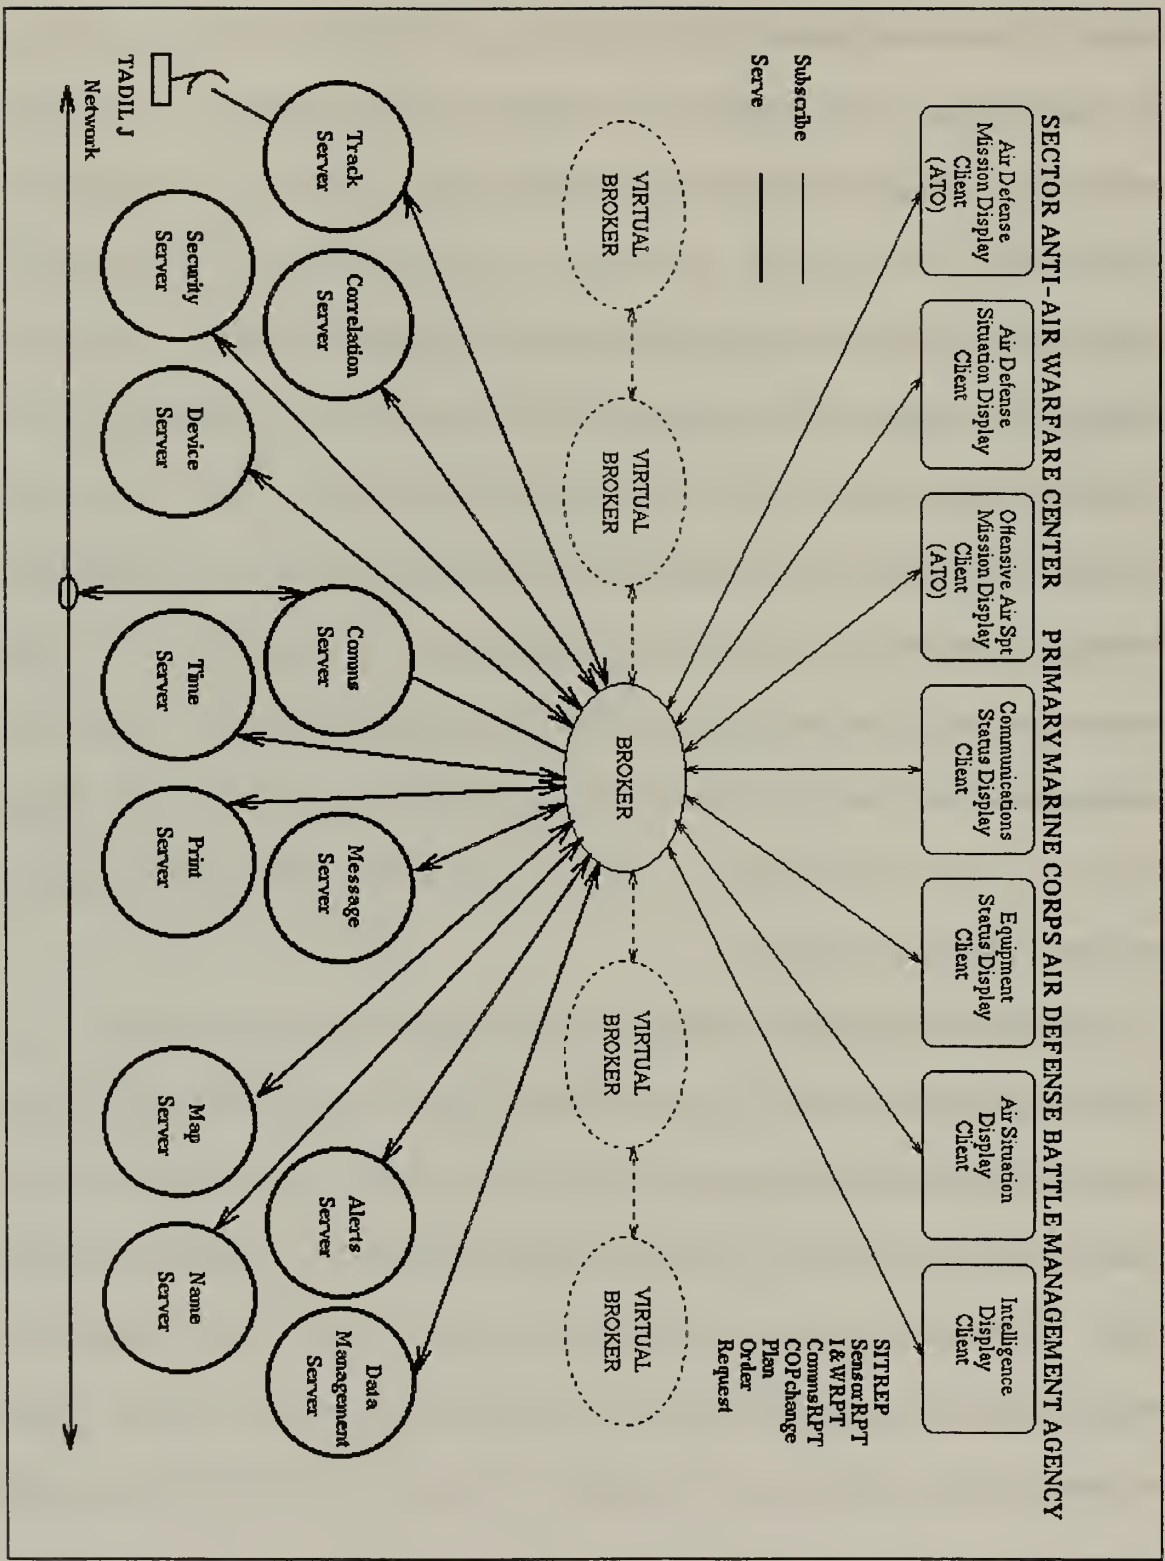 SECTOR ANTI-AIR WARFARE CENTER PRIMARY MARINE CORPS AIR DEFENSE BATTLE MANAGEMENT AGENCY
Air Defense
Mission Display
Client
(ATO)
Air Defense
Situation Display
Client
Offensive Air Spt
Mission Display
Client
(ATO)
Communications
Status Display
Client
Equipment
Status Display
Client
Air Situation
Display
Client
Intelligence
Display
Client
Subscribe
Serve
SITREP
SensorRPT
I&WRPT
CommsRPT
COPchange
Plan
Order
Request
VIRTUAL
BROKER
VIRTUAL
BROKER
BROKER
VIRTUAL
BROKER
VIRTUAL
BROKER
Track
Server
Correlation
Server
Comms
Server
Message
Server
Alerts
Server
Data
Management
Server
Security
Server
Device
Server
Time
Server
Print
Server
Map
Server
Name
Server
TADIL J
Network